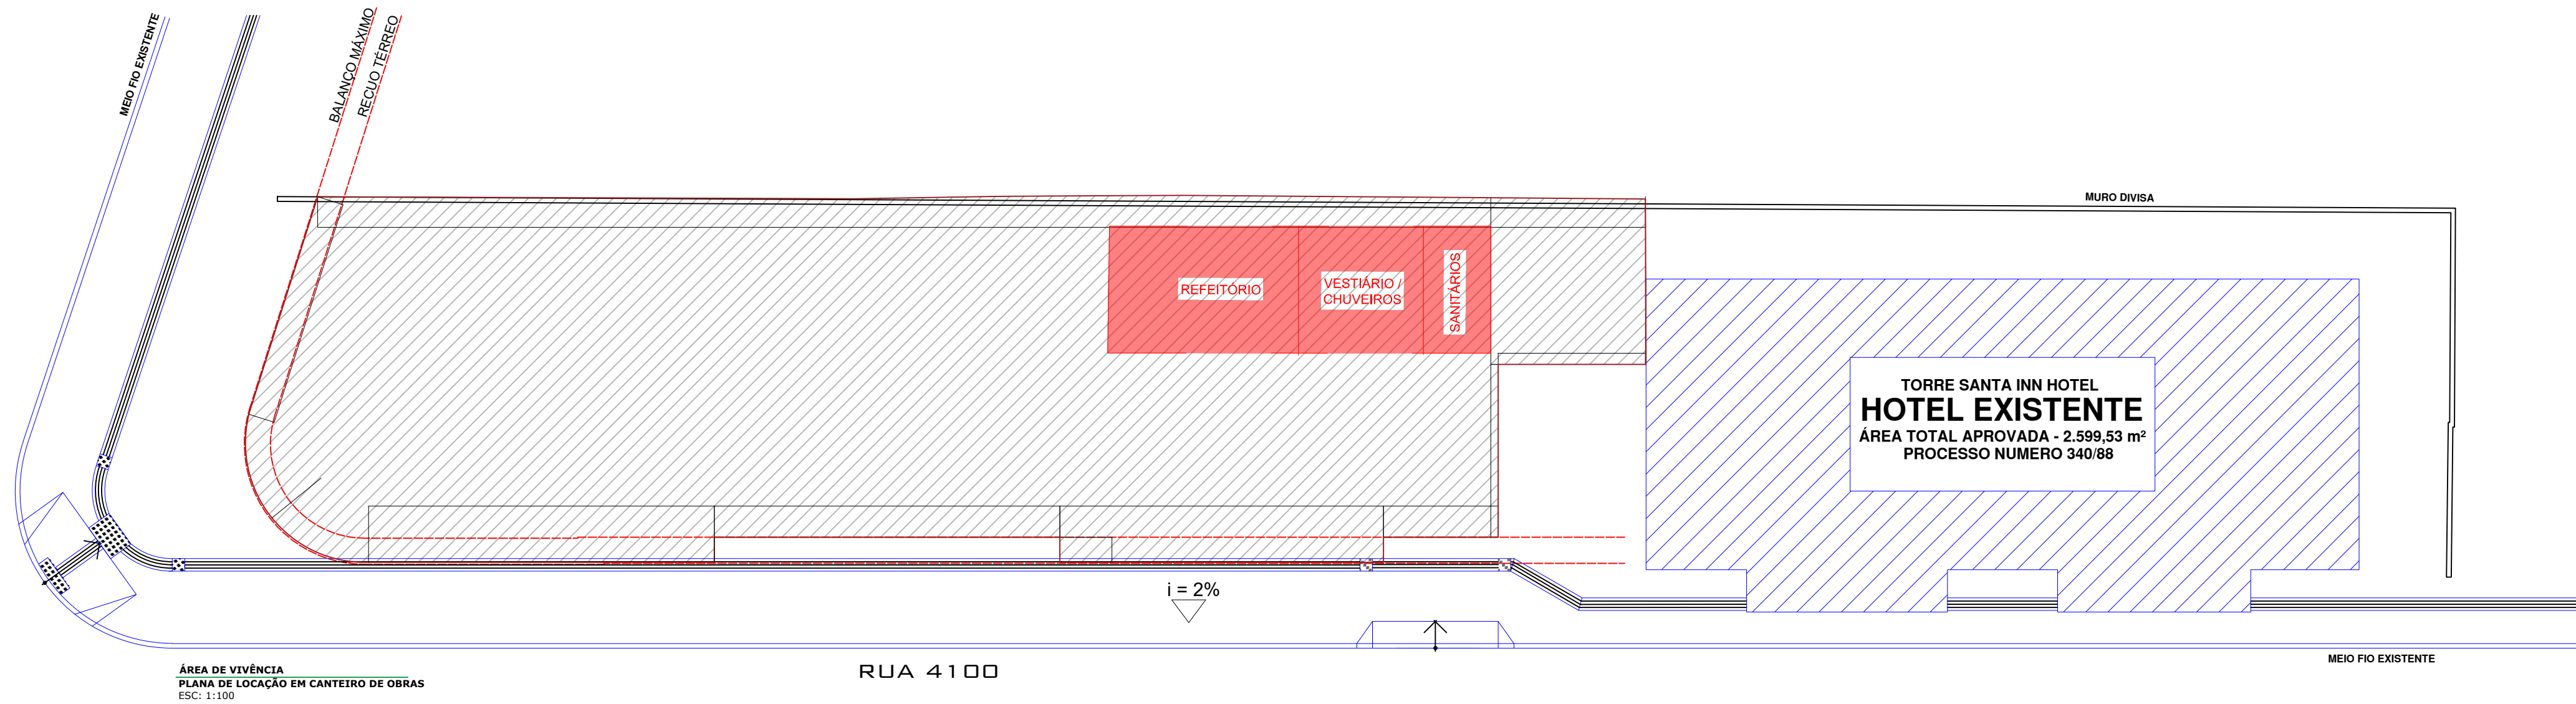 MEIO FIO EXISTENTE
BALANÇO MÁXIMO
RECUO TÉRREO
MURO DIVISA
REFEITÓRIO
VESTIÁRIO /
CHUVEIROS
SANITÁRIOS
TORRE SANTA INN HOTEL
HOTEL EXISTENTE
ÁREA TOTAL APROVADA - 2.599,53 m²
PROCESSO NUMERO 340/88
i = 2%
RUA 4100
MEIO FIO EXISTENTE
ÁREA DE VIVÊNCIA
PLANA DE LOCAÇÃO EM CANTEIRO DE OBRAS
ESC: 1:100